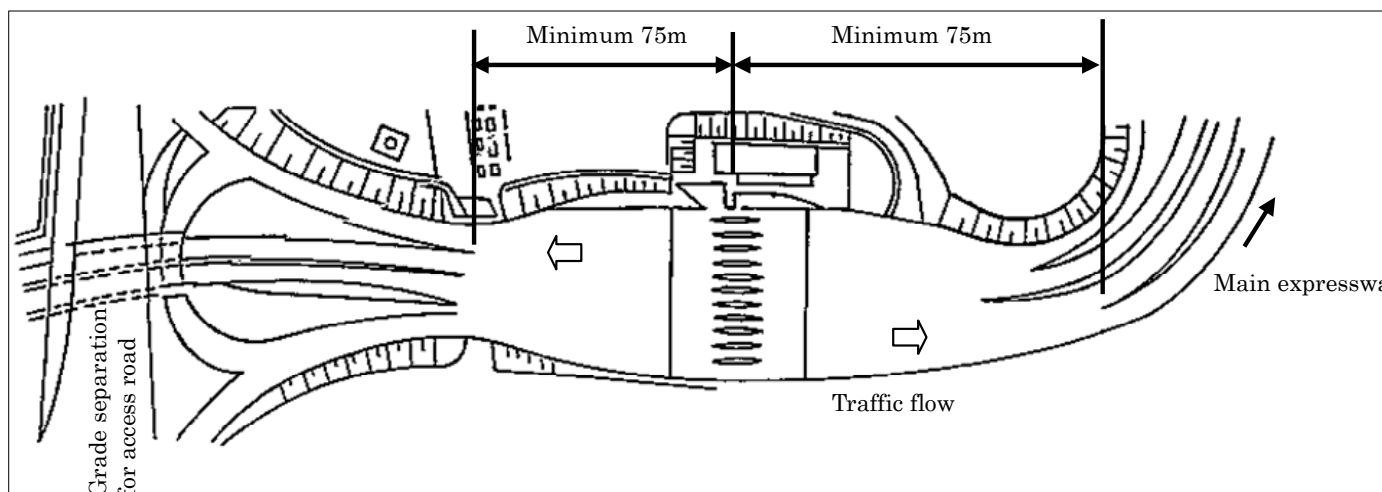 Minimum 75m
Minimum 75m
Main expresswa
Traffic flow
Grade separation
for access road